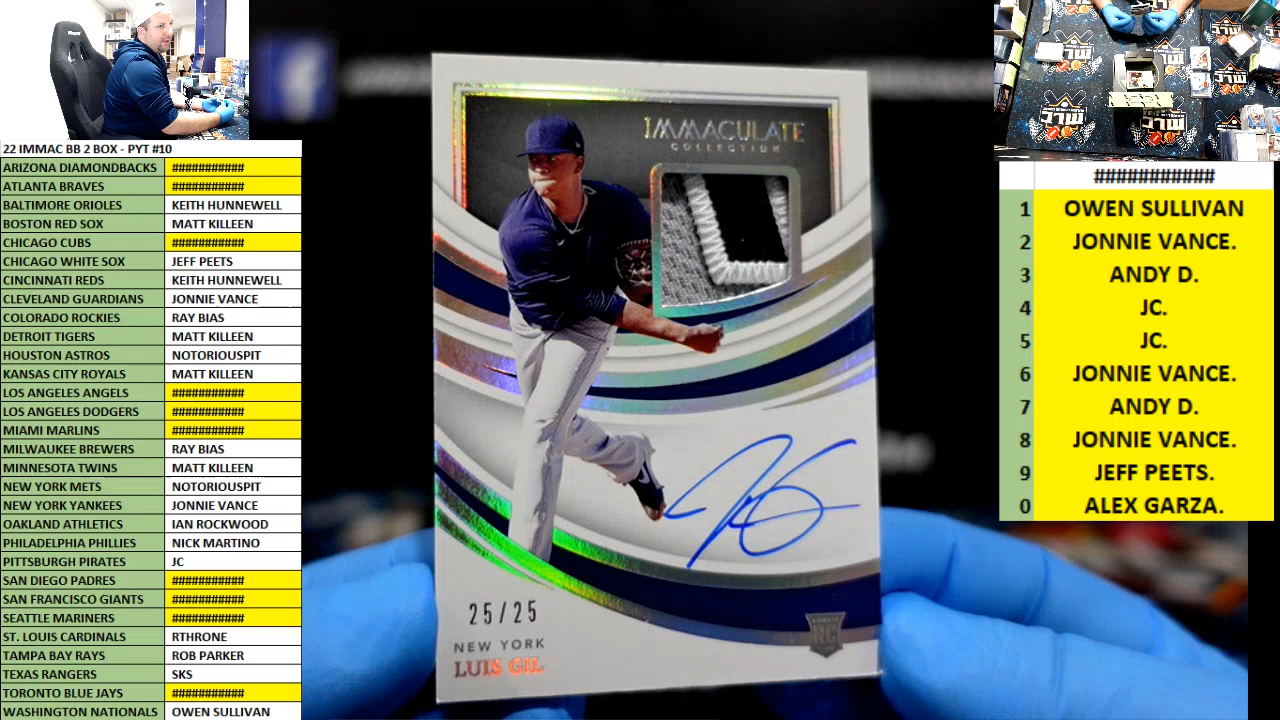 22 IMMAC BB 2 BOX - PYT #10
ARIZONA DIAMONDBACKS ###########
ATLANTA BRAVES ###########
BALTIMORE ORIOLES KEITH HUNNEWELL
BOSTON RED SOX MATT KILLEEN
CHICAGO CUBS ###########
CHICAGO WHITE SOX JEFF PEETS
CINCINNATI REDS KEITH HUNNEWELL
CLEVELAND GUARDIANS JONNIE VANCE
COLORADO ROCKIES RAY BIAS
DETROIT TIGERS MATT KILLEEN
HOUSTON ASTROS NOTORIOUSPIT
KANSAS CITY ROYALS MATT KILLEEN
LOS ANGELES ANGELS ###########
LOS ANGELES DODGERS ###########
MIAMI MARLINS ###########
MILWAUKEE BREWERS RAY BIAS
MINNESOTA TWINS MATT KILLEEN
NEW YORK METS NOTORIOUSPIT
NEW YORK YANKEES JONNIE VANCE
OAKLAND ATHLETICS IAN ROCKWOOD
PHILADELPHIA PHILLIES NICK MARTINO
PITTSBURGH PIRATES JC
SAN DIEGO PADRES ###########
SAN FRANCISCO GIANTS ###########
SEATTLE MARINERS ###########
ST. LOUIS CARDINALS RTHRONE
TAMPA BAY RAYS ROB PARKER
TEXAS RANGERS SKS
TORONTO BLUE JAYS ###########
WASHINGTON NATIONALS OWEN SULLIVAN
IMMACULATE
COLLECTION
25/25
NEW YORK
LUIS GIL
RC
###########
1 OWEN SULLIVAN
2 JONNIE VANCE.
3 ANDY D.
4 JC.
5 JC.
6 JONNIE VANCE.
7 ANDY D.
8 JONNIE VANCE.
9 JEFF PEETS.
0 ALEX GARZA.